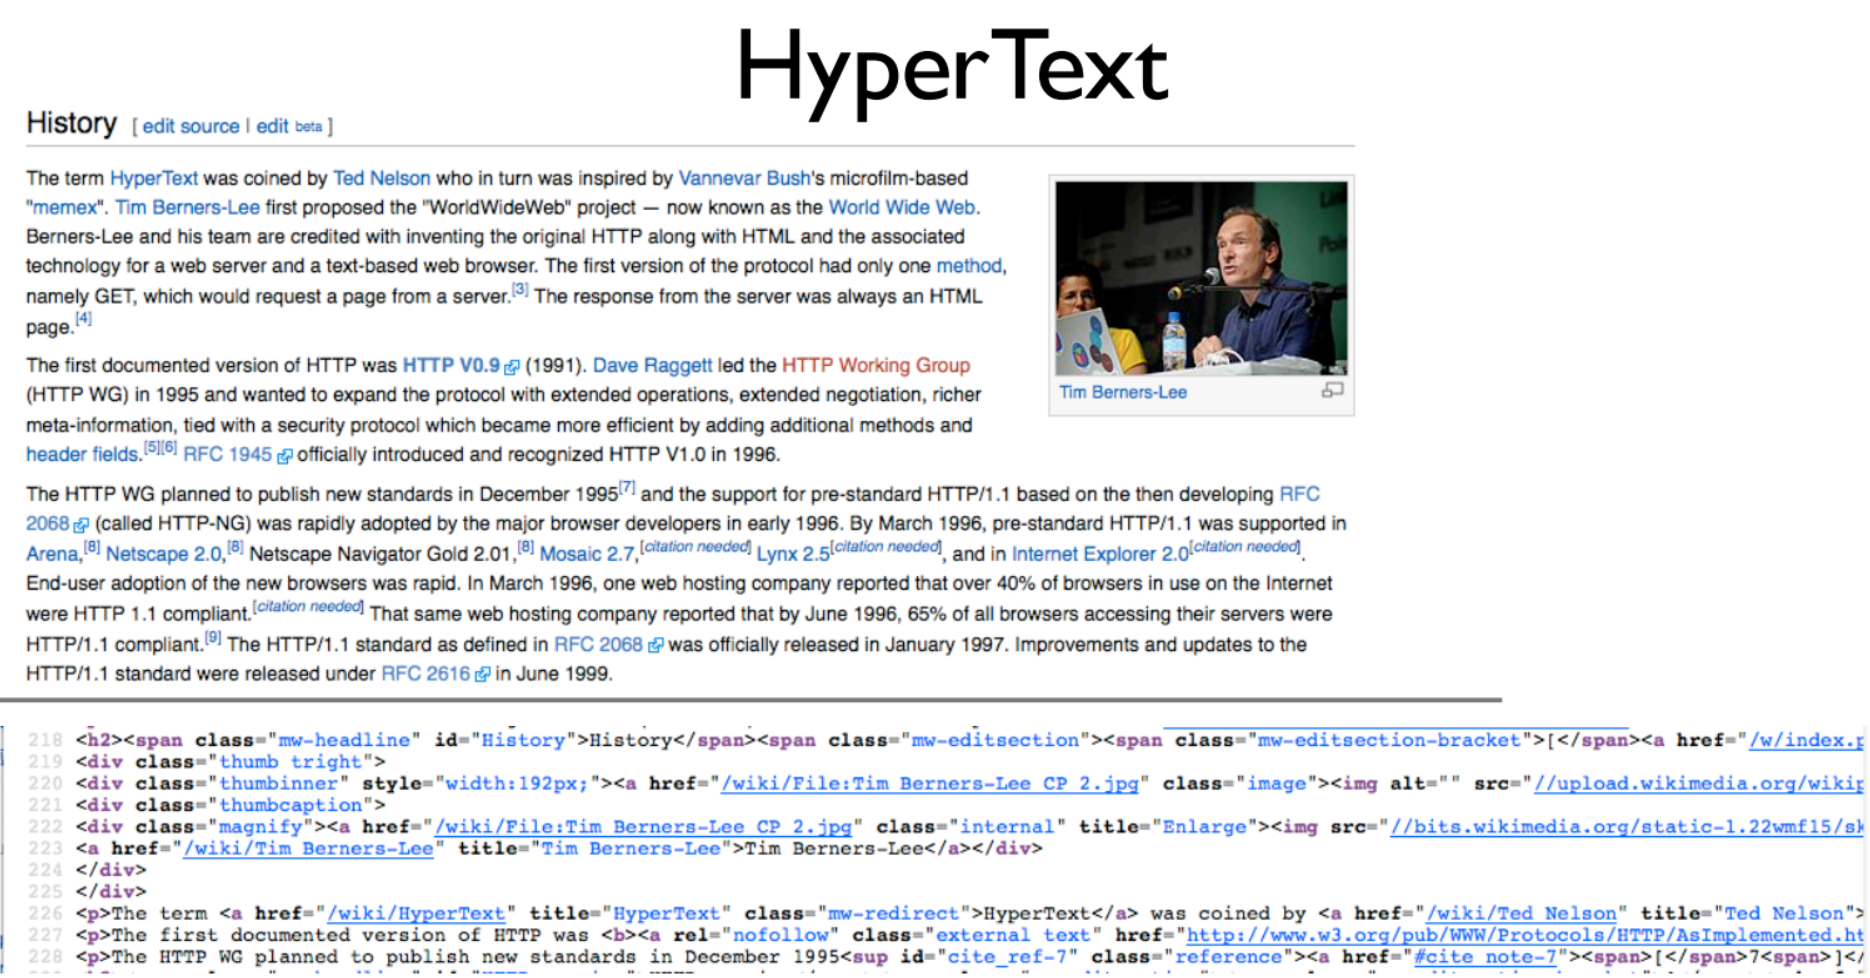 HyperText
History [ edit source | edit beta ]
The term HyperText was coined by Ted Nelson who in turn was inspired by Vannevar Bush's microfilm-based
"memex". Tim Berners-Lee first proposed the "WorldWideWeb" project — now known as the World Wide Web.
Berners-Lee and his team are credited with inventing the original HTTP along with HTML and the associated
technology for a web server and a text-based web browser. The first version of the protocol had only one method,
namely GET, which would request a page from a server.[3] The response from the server was always an HTML
page.[4]
Tim Berners-Lee
The first documented version of HTTP was HTTP V0.9 (1991). Dave Raggett led the HTTP Working Group
(HTTP WG) in 1995 and wanted to expand the protocol with extended operations, extended negotiation, richer
meta-information, tied with a security protocol which became more efficient by adding additional methods and
header fields.[5][6] RFC 1945 officially introduced and recognized HTTP V1.0 in 1996.
The HTTP WG planned to publish new standards in December 1995[7] and the support for pre-standard HTTP/1.1 based on the then developing RFC
2068 (called HTTP-NG) was rapidly adopted by the major browser developers in early 1996. By March 1996, pre-standard HTTP/1.1 was supported in
Arena,[8] Netscape 2.0,[8] Netscape Navigator Gold 2.01,[8] Mosaic 2.7,[citation needed] Lynx 2.5[citation needed], and in Internet Explorer 2.0[citation needed].
End-user adoption of the new browsers was rapid. In March 1996, one web hosting company reported that over 40% of browsers in use on the Internet
were HTTP 1.1 compliant.[citation needed] That same web hosting company reported that by June 1996, 65% of all browsers accessing their servers were
HTTP/1.1 compliant.[9] The HTTP/1.1 standard as defined in RFC 2068 was officially released in January 1997. Improvements and updates to the
HTTP/1.1 standard were released under RFC 2616 in June 1999.
218 <h2><span class="mw-headline" id="History">History</span><span class="mw-editsection"><span class="mw-editsection-bracket">[</span><a href="/w/index.p
219 <div class="thumb tright">
220 <div class="thumbinner" style="width:192px;"><a href="/wiki/File:Tim_Berners-Lee_CP_2.jpg" class="image"><img alt="" src="//upload.wikimedia.org/wikip
221 <div class="thumbcaption">
222 <div class="magnify"><a href="/wiki/File:Tim_Berners-Lee_CP_2.jpg" class="internal" title="Enlarge"><img src="//bits.wikimedia.org/static-1.22wmf15/sk
223 <a href="/wiki/Tim_Berners-Lee" title="Tim Berners-Lee">Tim Berners-Lee</a></div>
224 </div>
225 </div>
226 <p>The term <a href="/wiki/HyperText" title="HyperText" class="mw-redirect">HyperText</a> was coined by <a href="/wiki/Ted_Nelson" title="Ted Nelson">
227 <p>The first documented version of HTTP was <b><a rel="nofollow" class="external text" href="http://www.w3.org/pub/WWW/Protocols/HTTP/AsImplemented.ht
228 <p>The HTTP WG planned to publish new standards in December 1995<sup id="cite_ref-7" class="reference"><a href="#cite_note-7"><span>[</span>7<span>]</